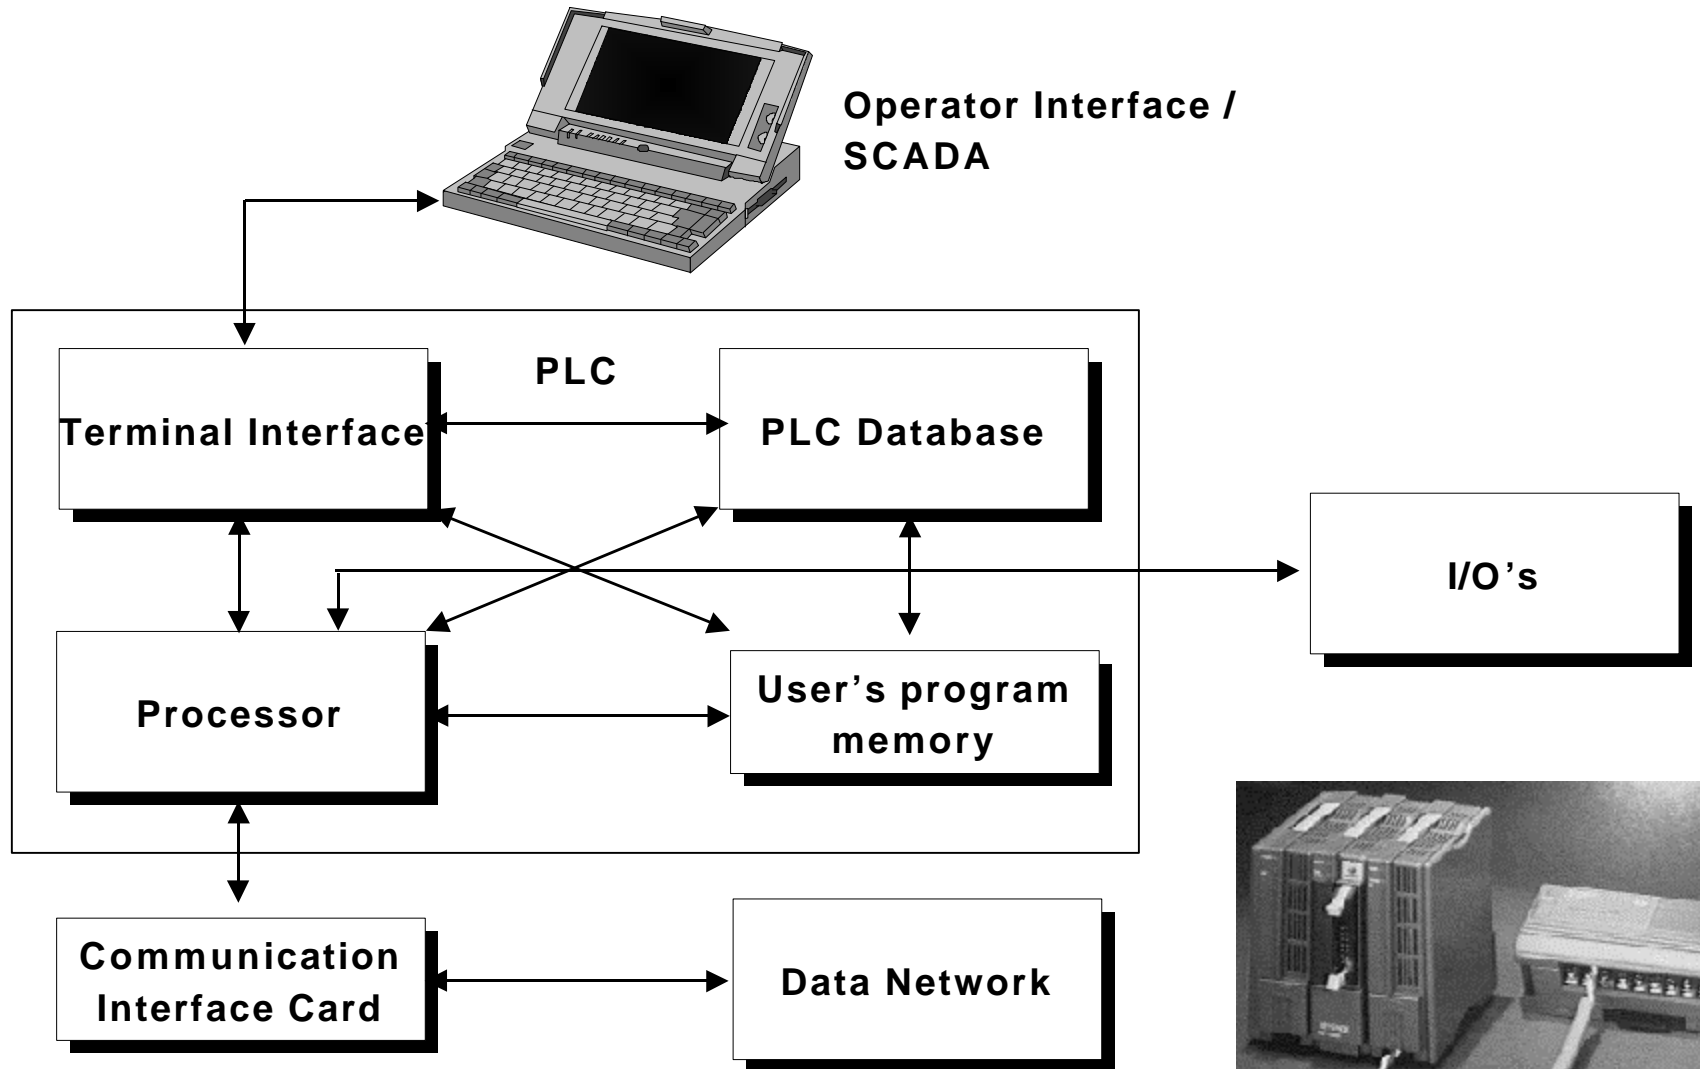 Operator Interface /
SCADA
PLC
Terminal Interface
PLC Database
I/O’s
Processor
User’s program
memory
Communication
Interface Card
Data Network